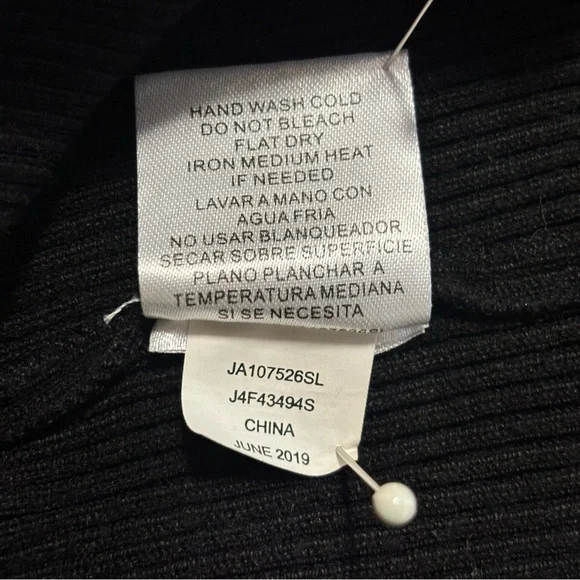 HAND WASH COLD
DO NOT BLEACH
FLAT DRY
IRON MEDIUM HEAT
IF NEEDED
LAVAR A MANO CON
AGUA FRIA
NO USAR BLANQUEADOR
SECAR SOBRE SUPERFICIE
PLANO PLANCHAR A
TEMPERATURA MEDIANA
SI SE NECESITA
JA107526SL
J4F43494S
CHINA
JUNE 2019